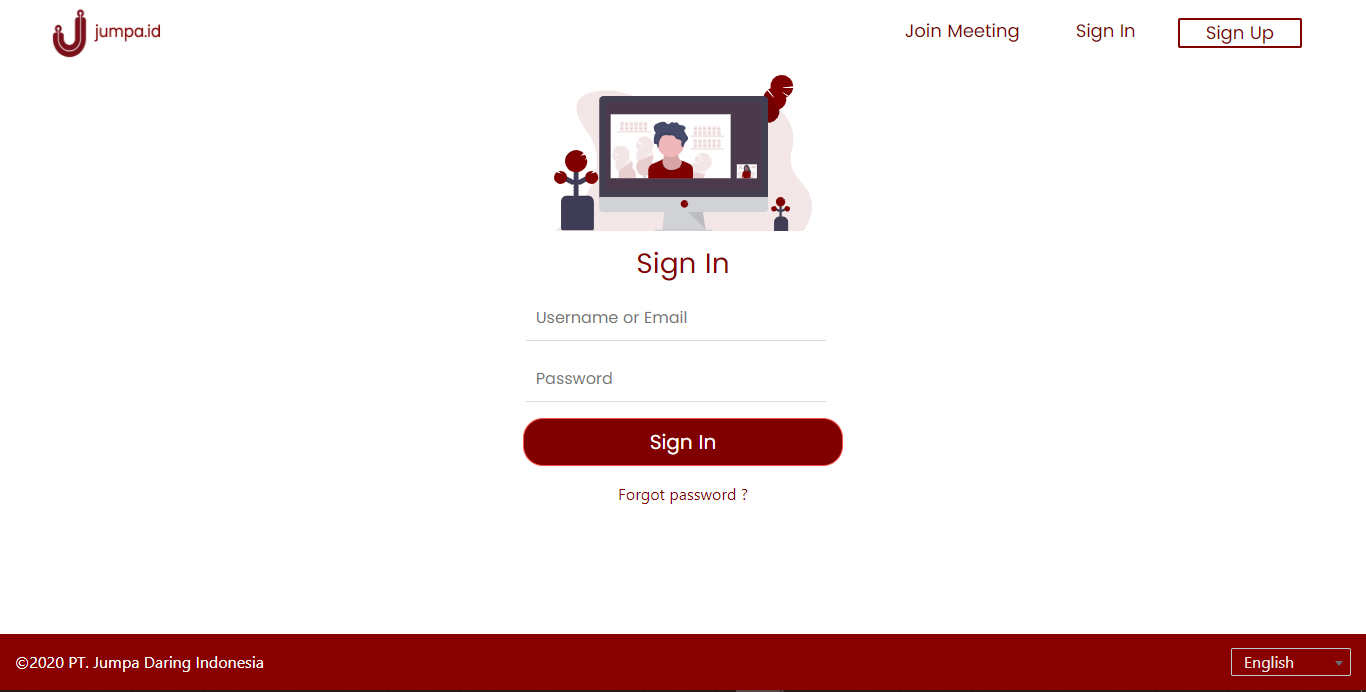 jumpa.id
Join Meeting
Sign In
Sign Up
Sign In
Username or Email
Password
Sign In
Forgot password ?
©2020 PT. Jumpa Daring Indonesia
English